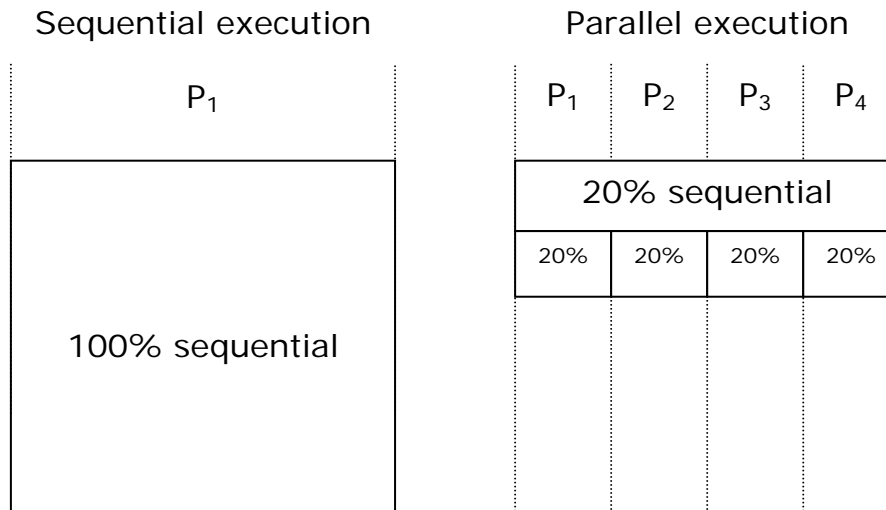 Sequential execution
P₁
100% sequential
Parallel execution
P₁ P₂ P₃ P₄
20% sequential
20% 20% 20% 20%